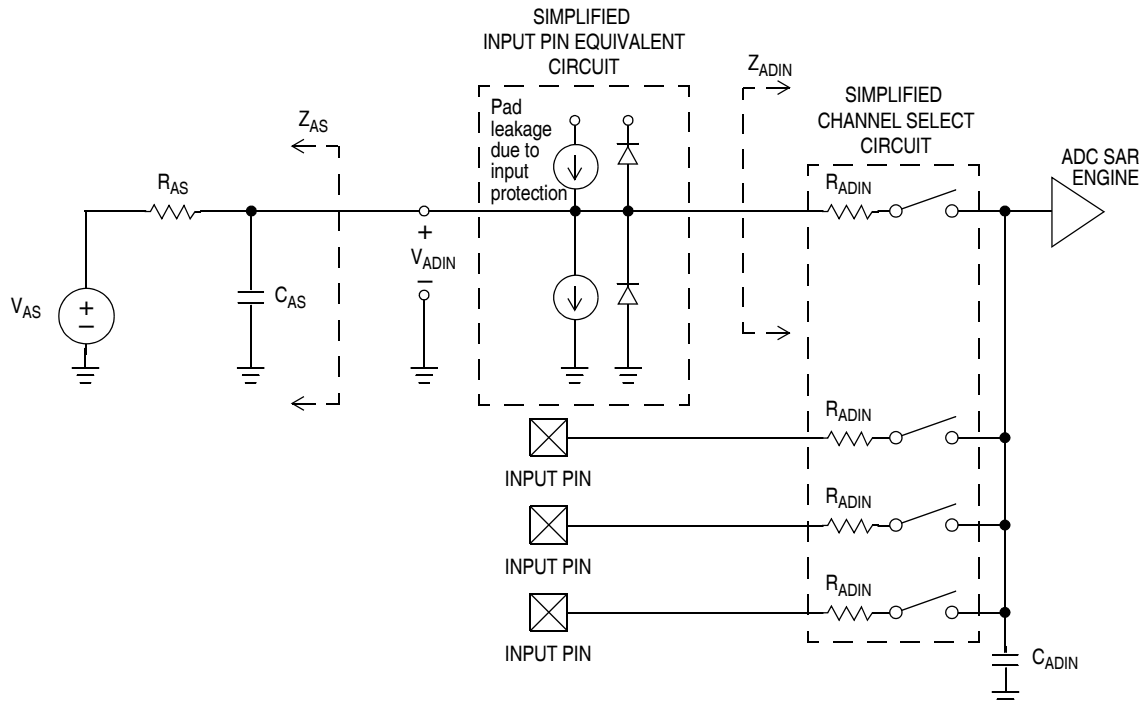 SIMPLIFIED
INPUT PIN EQUIVALENT
CIRCUIT
Z_ADIN
SIMPLIFIED
CHANNEL SELECT
CIRCUIT
Pad
leakage
due to
input
protection
Z_AS
R_AS
R_ADIN
ADC SAR
ENGINE
+
V_ADIN
–
V_AS
+
–
C_AS
R_ADIN
INPUT PIN
R_ADIN
INPUT PIN
R_ADIN
INPUT PIN
C_ADIN